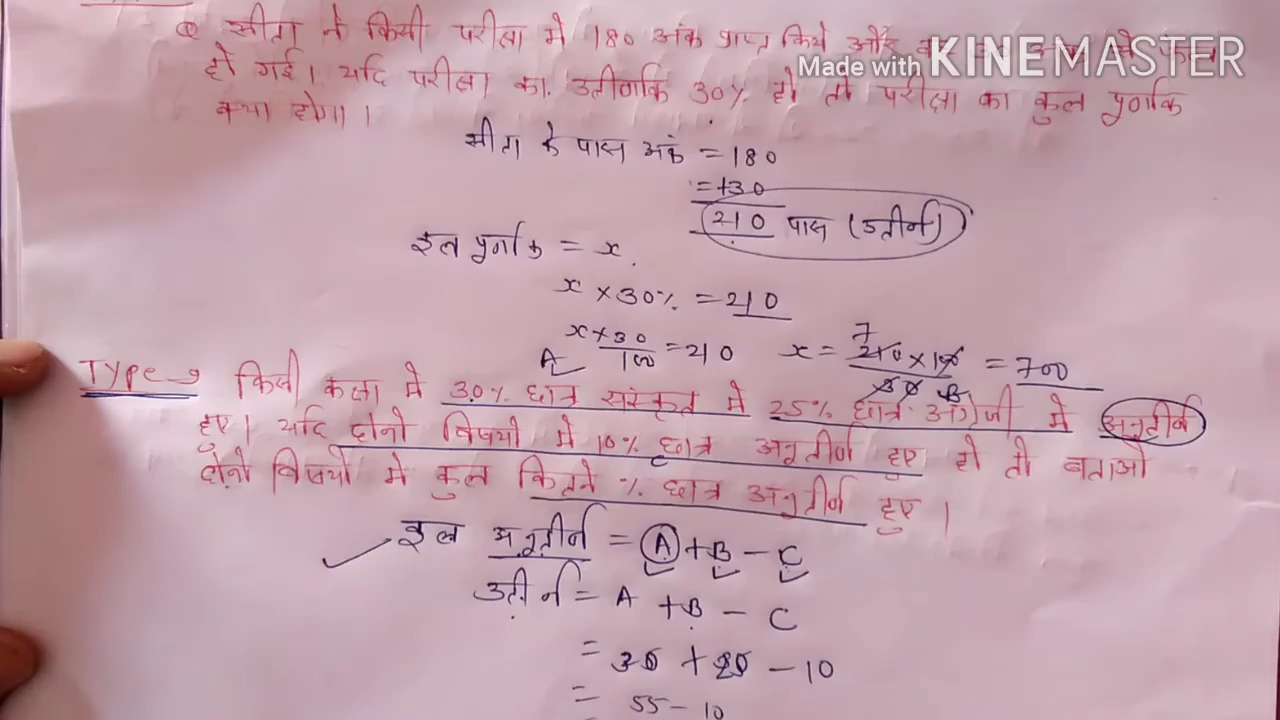 Q सीता ने किसी परीक्षा मे 180 अंक प्राप्त किये और
Made with KINEMASTER
हो गई। यदि परीक्षा का उतीर्णाक 30% हो तो परीक्षा का कुल पुर्णाक
क्या होगा।
सीता के पास अंक = 180
= +30
210 पास (उतीर्न)
कुल पुर्णाक = x
x × 30% = 210
x × 30 / 100 = 210 x = 210 × 100 / 30 = 700
7
A B
Type → किसी कक्षा मे 30% छात्र संस्कृत मे 25% छात्र अंग्रेजी मे अनुतीर्न
हुए। यदि दोनो विषयो मे 10% छात्र अनुतीर्न हुए हो तो बताओ
C
दोनो विषयो मे कुल कितने % छात्र अनुतीर्न हुए।
कुल अनुतीर्न = A + B - C
उतीर्न = A + B - C
= 30 + 25 - 10
= 55 - 10